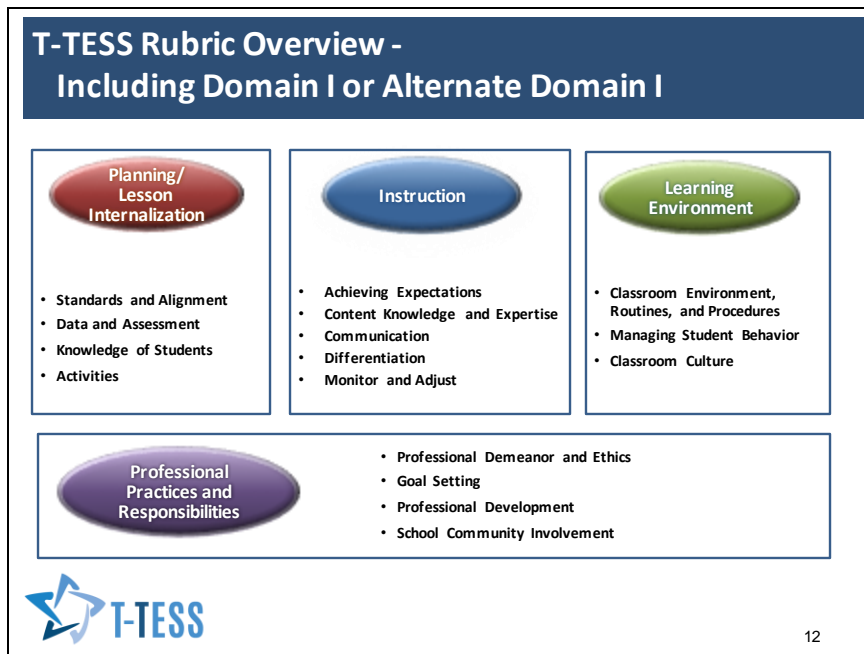 T-TESS Rubric Overview -
Including Domain I or Alternate Domain I
Planning/
Lesson
Internalization
• Standards and Alignment
• Data and Assessment
• Knowledge of Students
• Activities
Instruction
• Achieving Expectations
• Content Knowledge and Expertise
• Communication
• Differentiation
• Monitor and Adjust
Learning
Environment
• Classroom Environment,
Routines, and Procedures
• Managing Student Behavior
• Classroom Culture
Professional
Practices and
Responsibilities
• Professional Demeanor and Ethics
• Goal Setting
• Professional Development
• School Community Involvement
T-TESS
12